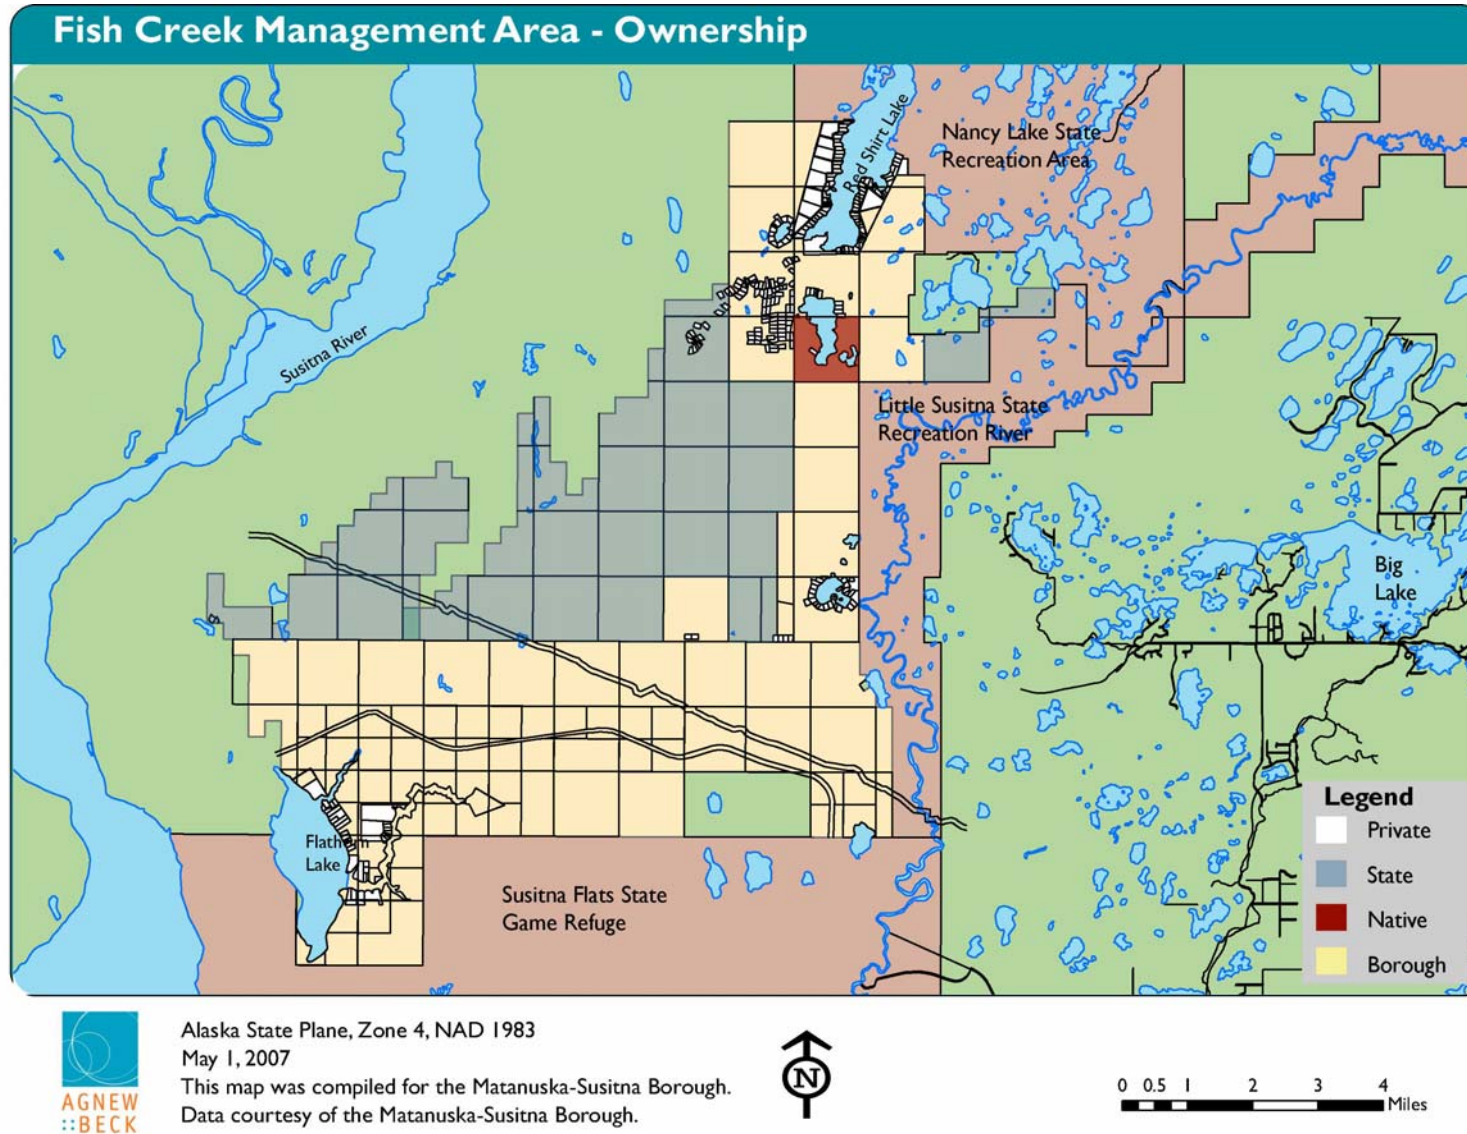 Fish Creek Management Area - Ownership
Red Shirt Lake
Nancy Lake State
Recreation Area
Susitna River
Little Susitna State
Recreation River
Big
Lake
Flathorn
Lake
Susitna Flats State
Game Refuge
Legend
Private
State
Native
Borough
AGNEW
::BECK
Alaska State Plane, Zone 4, NAD 1983
May 1, 2007
This map was compiled for the Matanuska-Susitna Borough.
Data courtesy of the Matanuska-Susitna Borough.
N
0 0.5 1 2 3 4
Miles